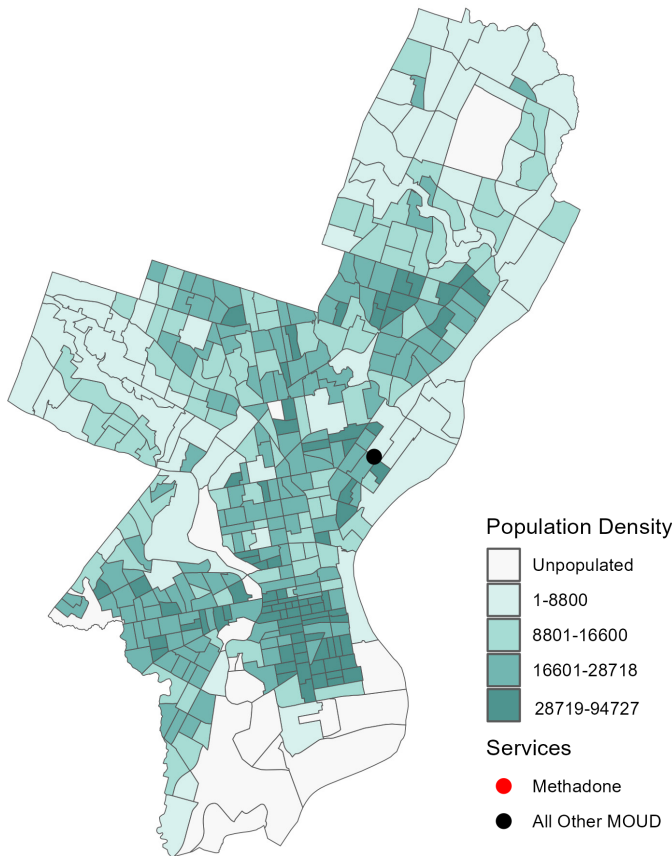 Population Density
Unpopulated
1-8800
8801-16600
16601-28718
28719-94727
Services
Methadone
All Other MOUD